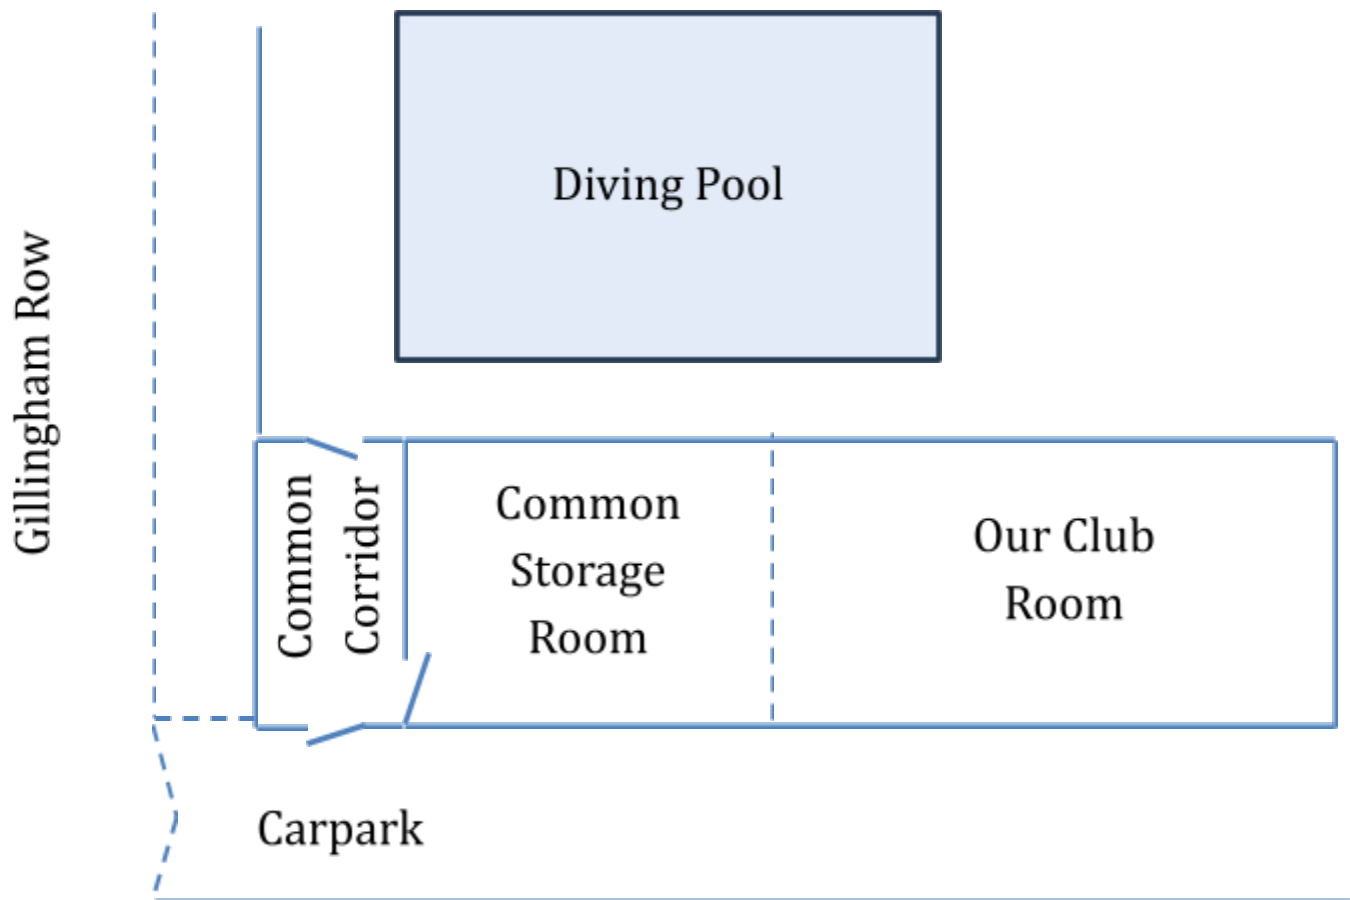 Gillingham Row
Diving Pool
Common
Corridor
Common
Storage
Room
Our Club
Room
Carpark